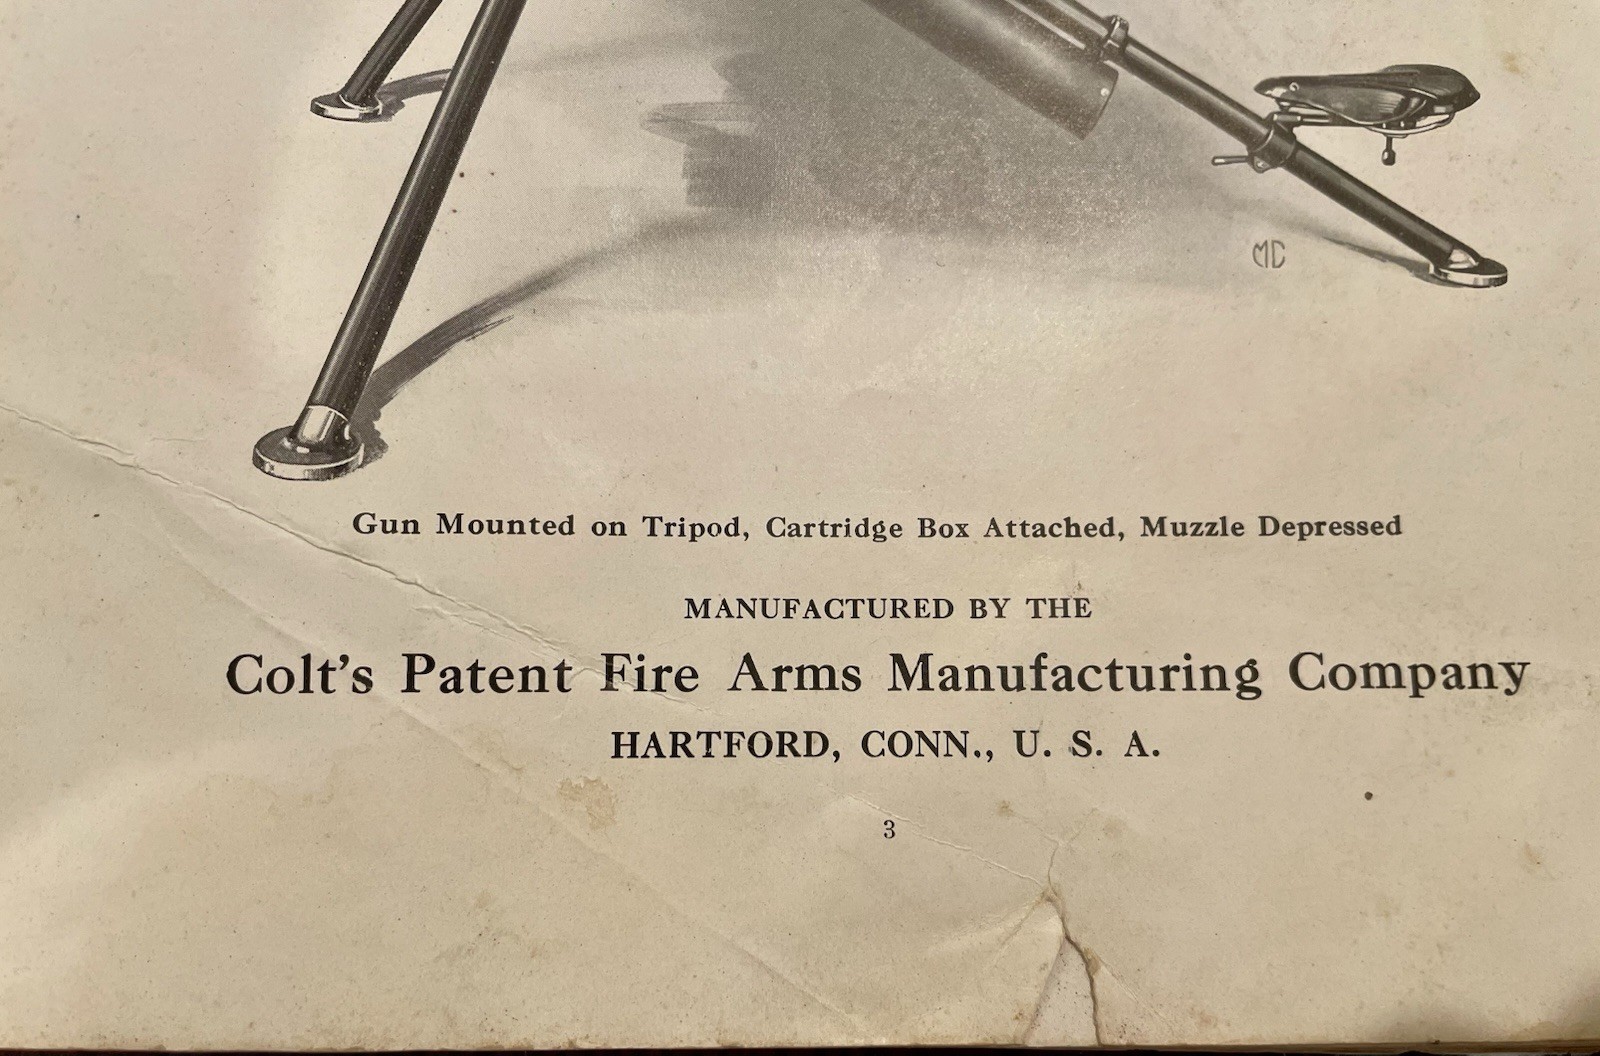 MC
Gun Mounted on Tripod, Cartridge Box Attached, Muzzle Depressed
MANUFACTURED BY THE
Colt's Patent Fire Arms Manufacturing Company
HARTFORD, CONN., U. S. A.
3